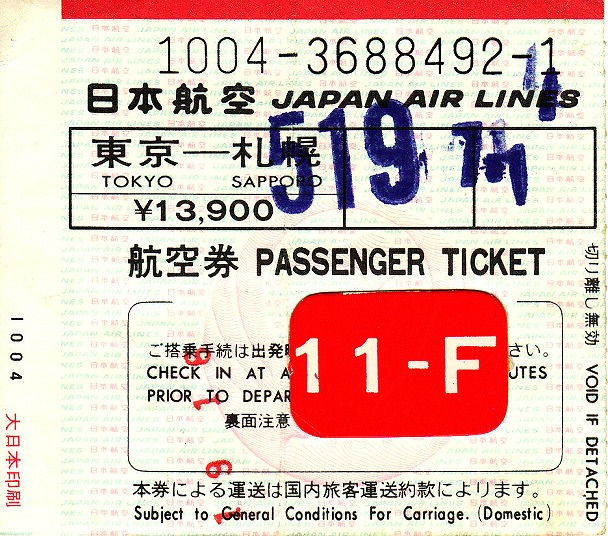 1004-3688492-1
日本航空 JAPAN AIR LINES
東京—札幌
TOKYO SAPPORO
519
¥13,900
航空券 PASSENGER TICKET
ご搭乗手続は出発 さい。
CHECK IN AT
PRIOR TO DEPAR
裏面注意
11-F
本券による運送は国内旅客運送約款によります。
Subject to General Conditions For Carriage. (Domestic)
切り離し無効 VOID IF DETACHED
1004 大日本印刷